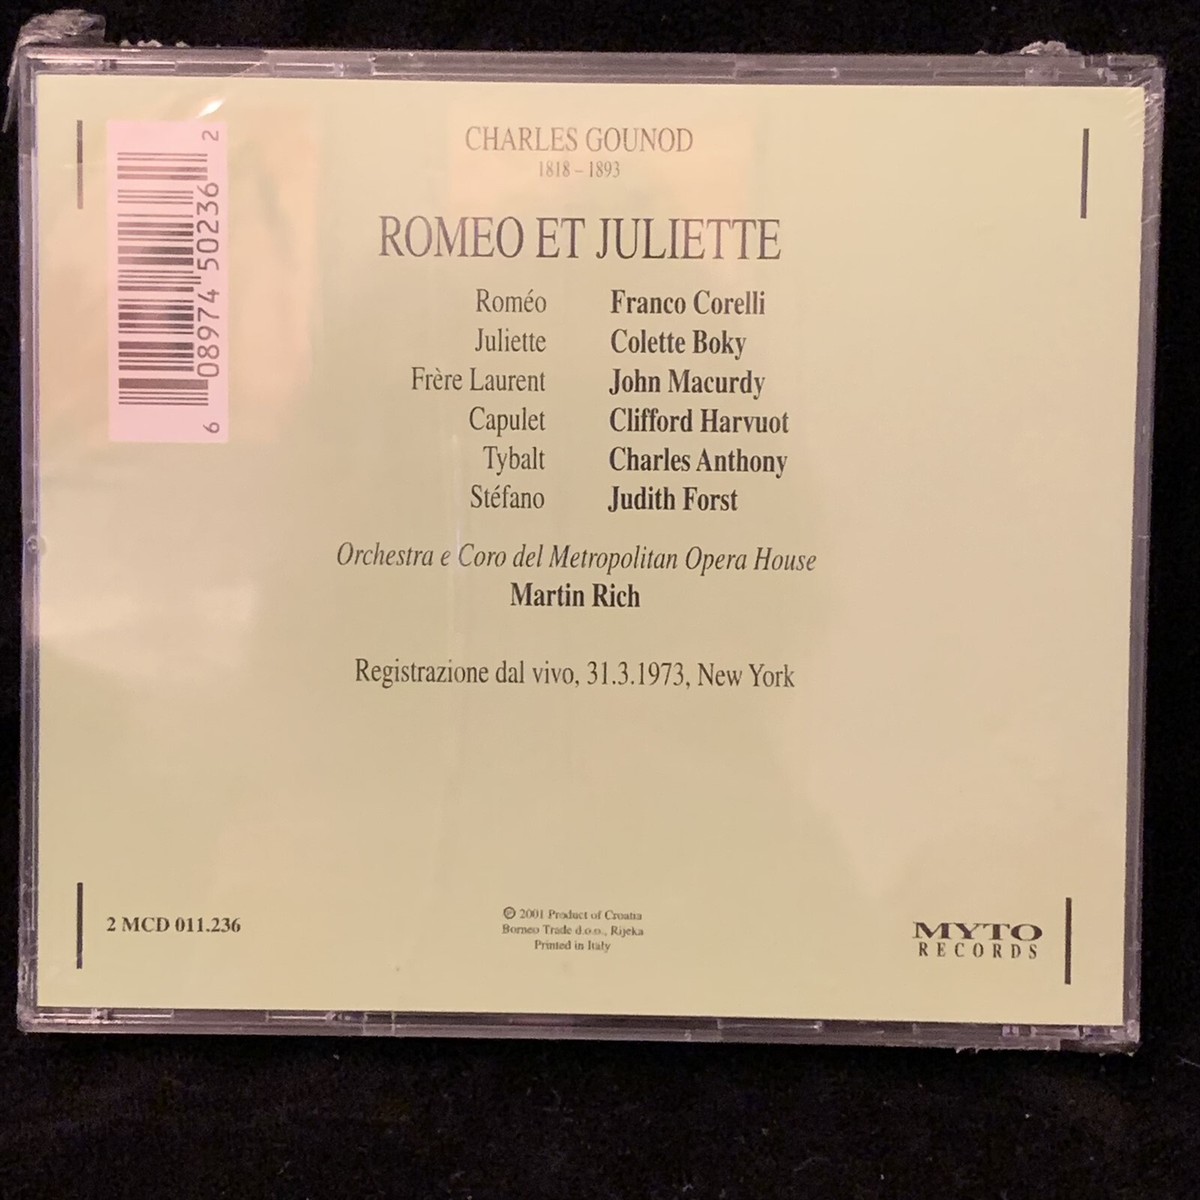 CHARLES GOUNOD
1818 – 1893
ROMEO ET JULIETTE
Roméo Franco Corelli
Juliette Colette Boky
Frère Laurent John Macurdy
Capulet Clifford Harvuot
Tybalt Charles Anthony
Stéfano Judith Forst
Orchestra e Coro del Metropolitan Opera House
Martin Rich
Registrazione dal vivo, 31.3.1973, New York
6 08974 50236 2
2 MCD 011.236
℗ 2001 Product of Croatia
Borneo Trade d.o.o., Rijeka
Printed in Italy
MYTO
RECORDS